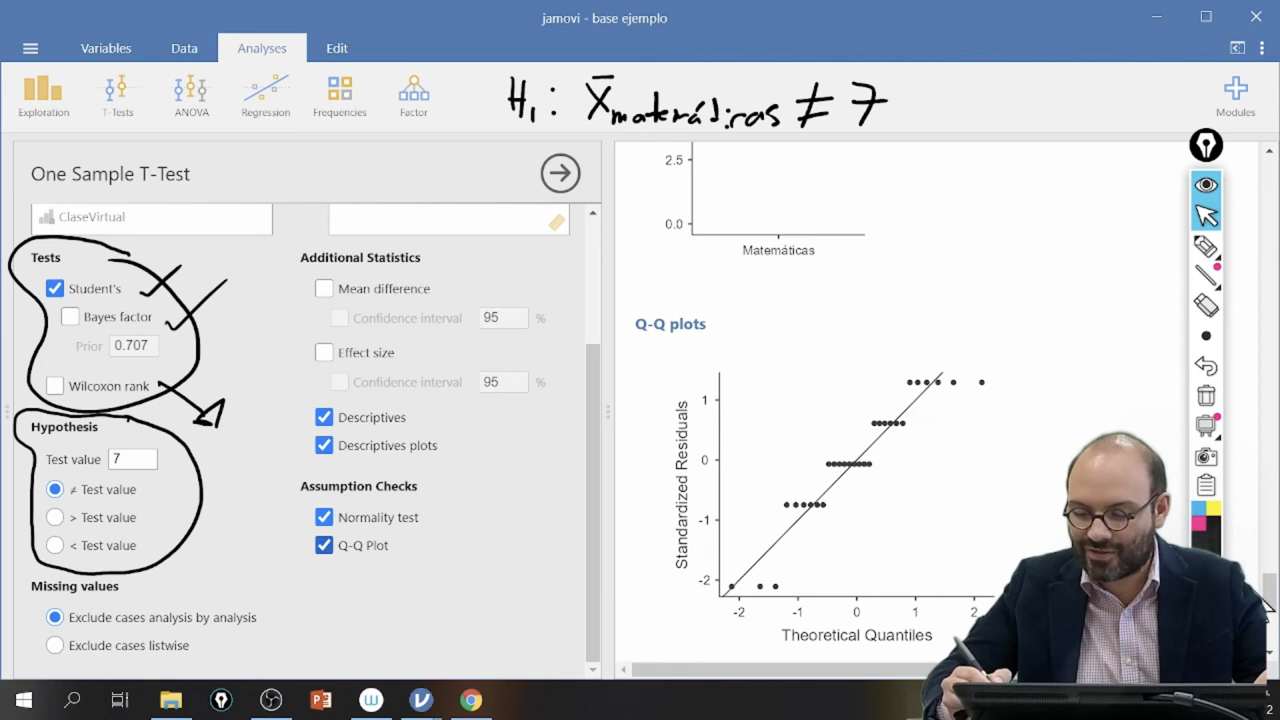 jamovi - base ejemplo
Variables Data Analyses Edit
Exploration T-Tests ANOVA Regression Frequencies Factor Modules
H₁ : X̄ matemáticas ≠ 7
One Sample T-Test
ClaseVirtual
Tests
Student's
Bayes factor
Prior 0.707
Wilcoxon rank
Hypothesis
Test value 7
≠ Test value
> Test value
< Test value
Missing values
Exclude cases analysis by analysis
Exclude cases listwise
Additional Statistics
Mean difference
Confidence interval 95 %
Effect size
Confidence interval 95 %
Descriptives
Descriptives plots
Assumption Checks
Normality test
Q-Q Plot
2.5
0.0
Matemáticas
Q-Q plots
Standardized Residuals
1
0
-1
-2
-2 -1 0 1 2
Theoretical Quantiles